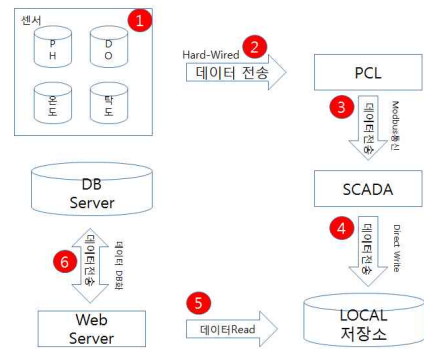 센서
1
PH
DO
온도
탁도
Hard-Wired
2
데이터 전송
PCL
3
데이터전송
Modbus통신
SCADA
4
데이터전송
Direct Write
LOCAL
저장소
DB
Server
6
데이터전송
데이터 DB화
Web
Server
5
데이터Read